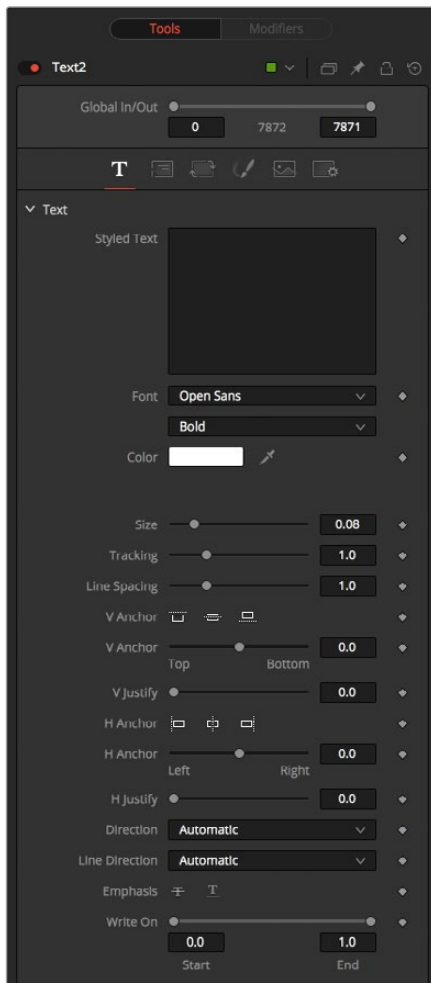 Tools Modifiers
Text2
Global In/Out
0 7872 7871
T
Text
Styled Text
Font Open Sans
Bold
Color
Size 0.08
Tracking 1.0
Line Spacing 1.0
V Anchor
V Anchor 0.0
Top Bottom
V Justify 0.0
H Anchor
H Anchor 0.0
Left Right
H Justify 0.0
Direction Automatic
Line Direction Automatic
Emphasis T T
Write On
0.0 1.0
Start End